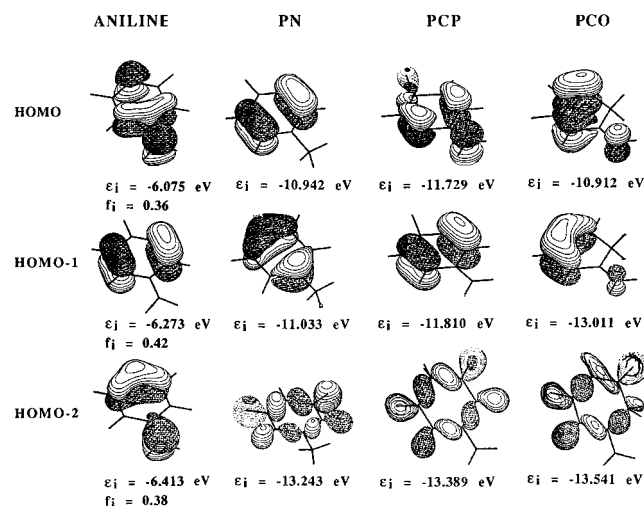 ANILINE PN PCP PCO
HOMO
εi = -6.075 eV εi = -10.942 eV εi = -11.729 eV εi = -10.912 eV
fi = 0.36
HOMO-1
εi = -6.273 eV εi = -11.033 eV εi = -11.810 eV εi = -13.011 eV
fi = 0.42
HOMO-2
εi = -6.413 eV εi = -13.243 eV εi = -13.389 eV εi = -13.541 eV
fi = 0.38